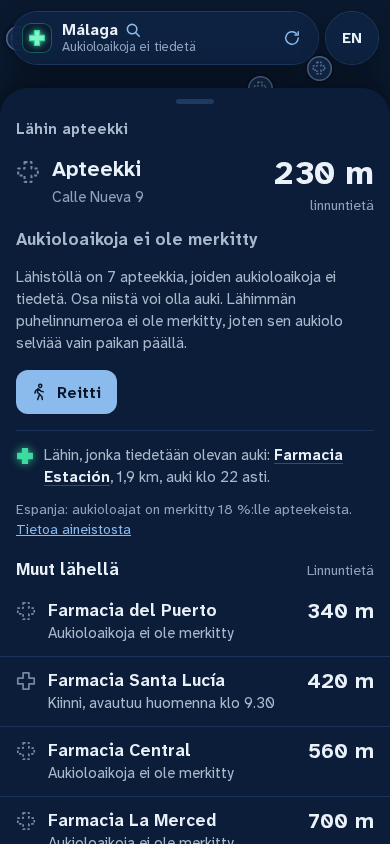 Málaga
Aukioloaikoja ei tiedetä
EN
Lähin apteekki
Apteekki
230 m
Calle Nueva 9
linnuntietä
Aukioloaikoja ei ole merkitty
Lähistöllä on 7 apteekkia, joiden aukioloaikoja ei
tiedetä. Osa niistä voi olla auki. Lähimmän
puhelinnumeroa ei ole merkitty, joten sen aukiolo
selviää vain paikan päällä.
Reitti
Lähin, jonka tiedetään olevan auki: Farmacia
Estación, 1,9 km, auki klo 22 asti.
Espanja: aukioloajat on merkitty 18 %:lle apteekeista.
Tietoa aineistosta
Muut lähellä
Linnuntietä
Farmacia del Puerto
340 m
Aukioloaikoja ei ole merkitty
Farmacia Santa Lucía
420 m
Kiinni, avautuu huomenna klo 9.30
Farmacia Central
560 m
Aukioloaikoja ei ole merkitty
Farmacia La Merced
700 m
Aukioloaikoja ei ole merkitty